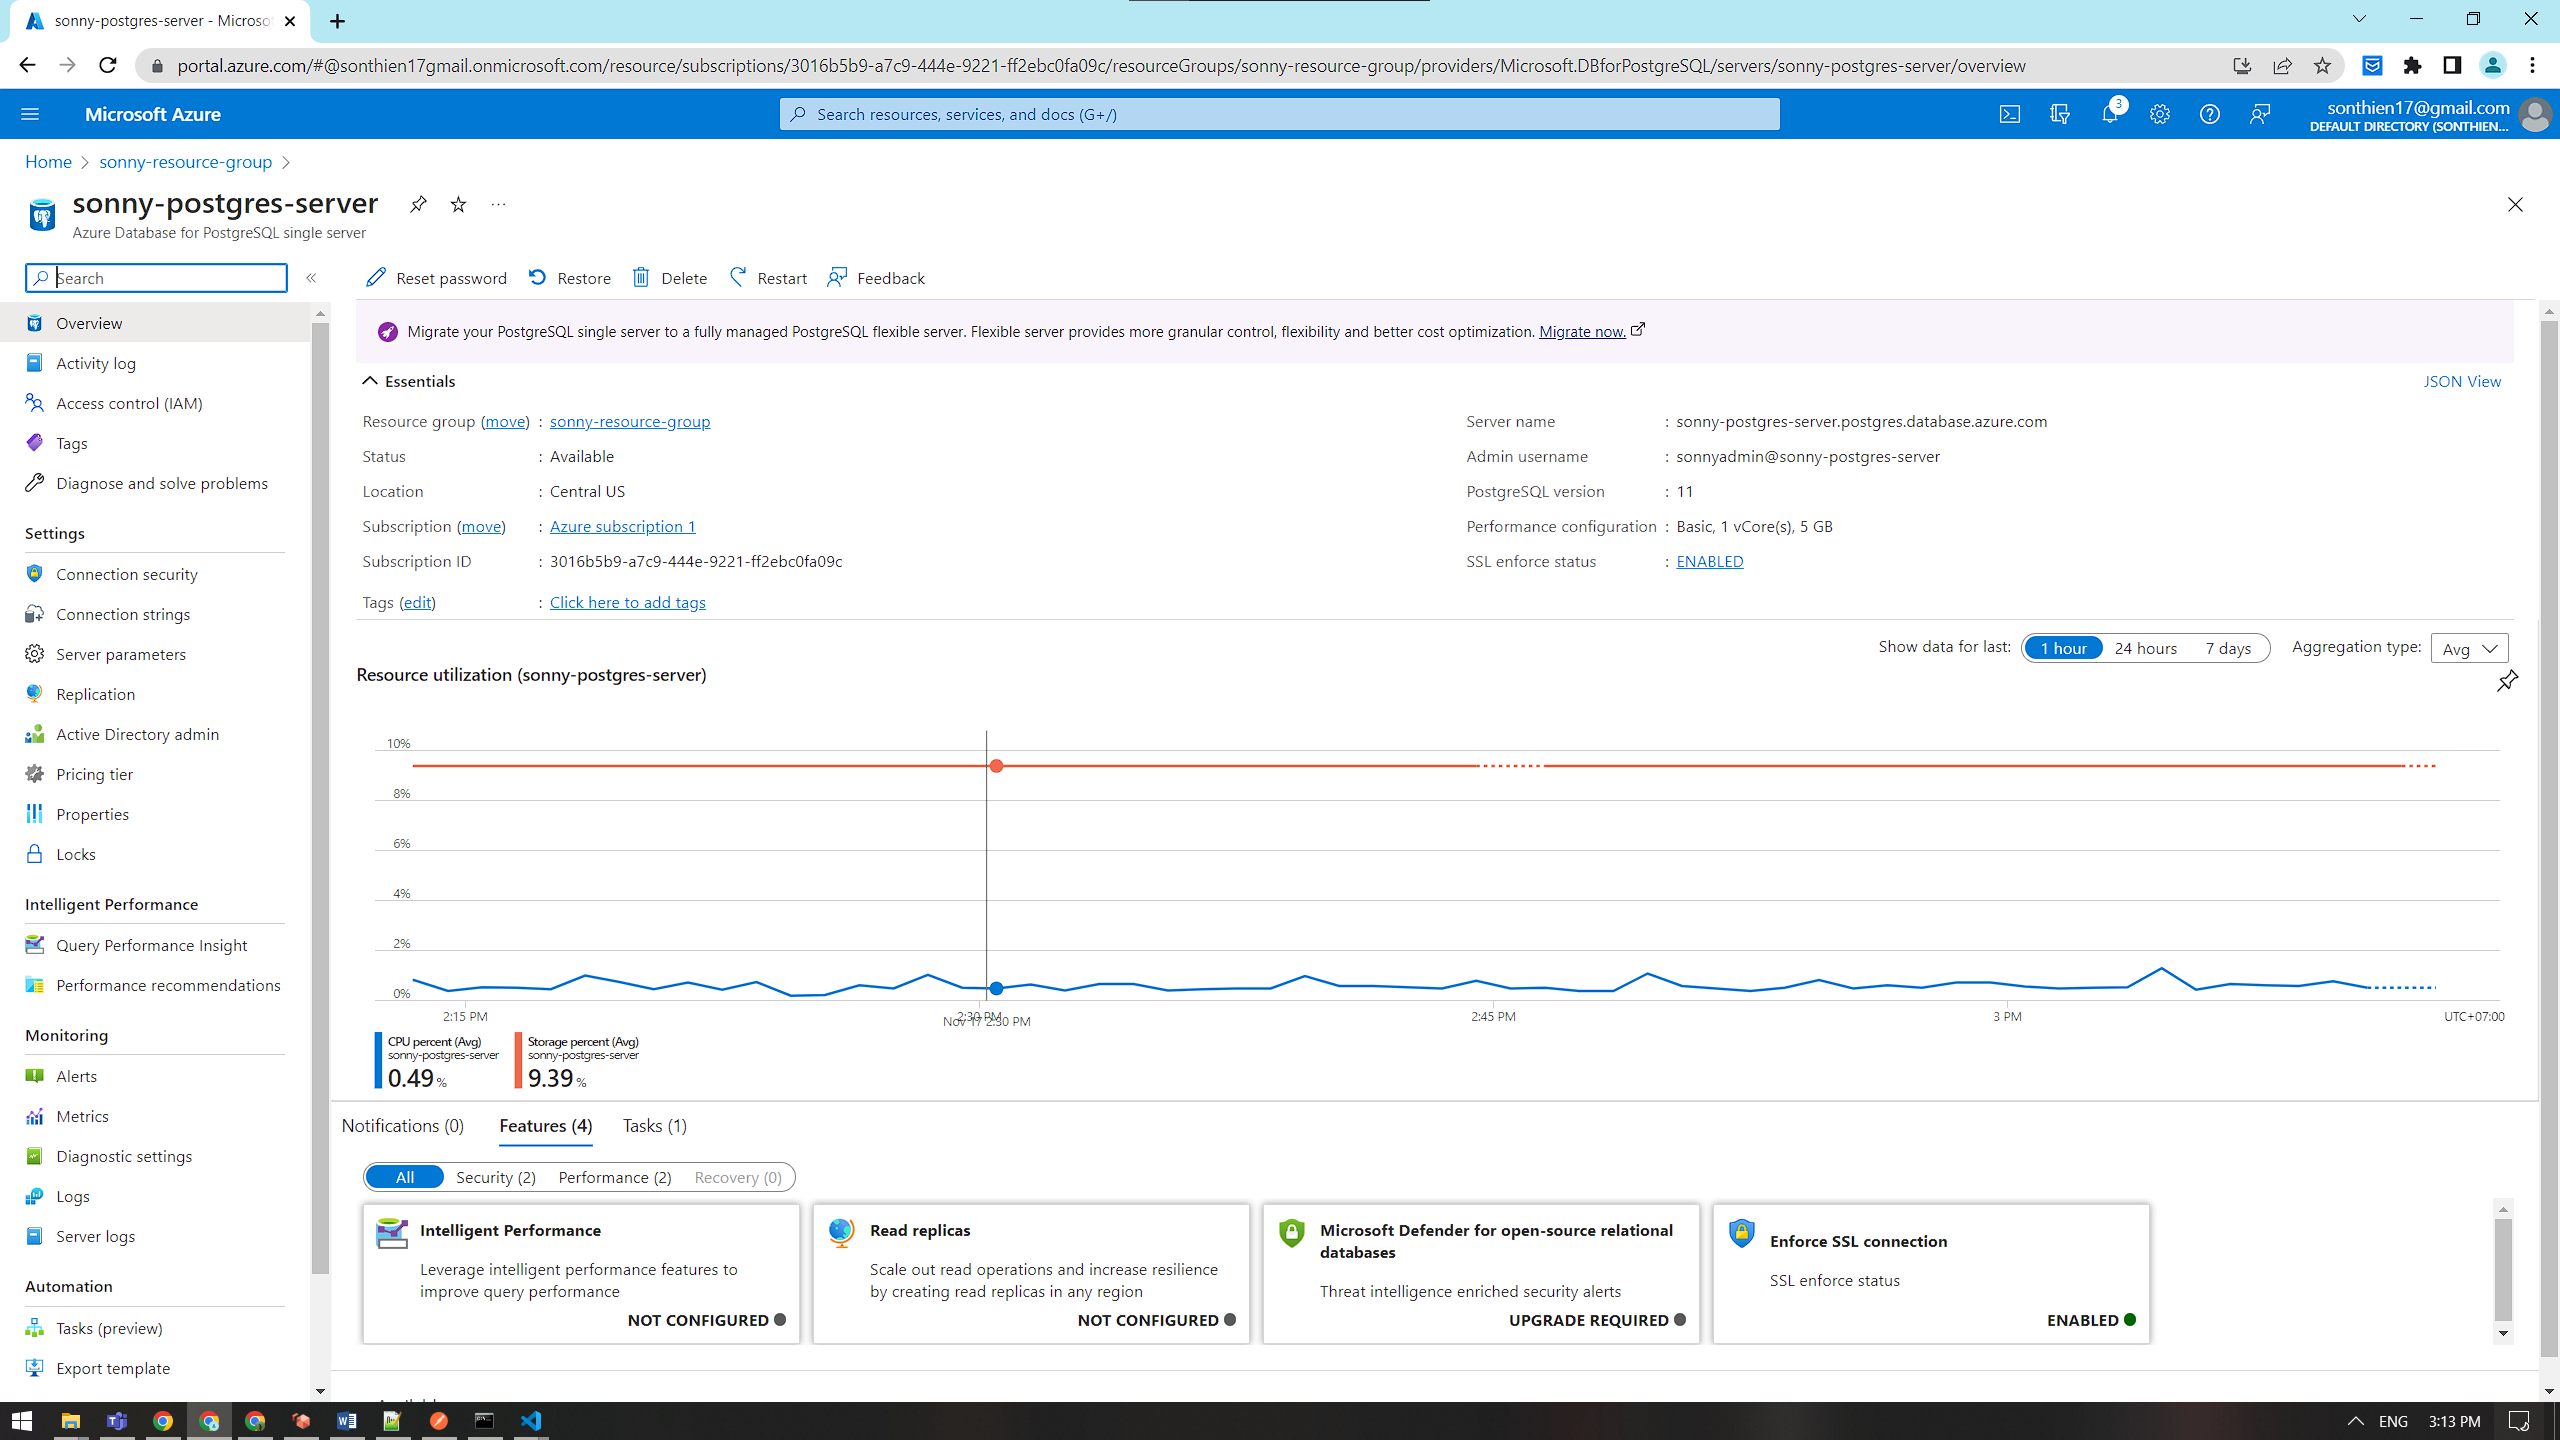 sonny-postgres-server - Microso
portal.azure.com/#@sonthien17gmail.onmicrosoft.com/resource/subscriptions/3016b5b9-a7c9-444e-9221-ff2ebc0fa09c/resourceGroups/sonny-resource-group/providers/Microsoft.DBforPostgreSQL/servers/sonny-postgres-server/overview
Microsoft Azure
Search resources, services, and docs (G+/)
3
sonthien17@gmail.com
DEFAULT DIRECTORY (SONTHIEN...
Home
sonny-resource-group
sonny-postgres-server
Azure Database for PostgreSQL single server
Search
Reset password
Restore
Delete
Restart
Feedback
Overview
Activity log
Access control (IAM)
Tags
Diagnose and solve problems
Settings
Connection security
Connection strings
Server parameters
Replication
Active Directory admin
Pricing tier
Properties
Locks
Intelligent Performance
Query Performance Insight
Performance recommendations
Monitoring
Alerts
Metrics
Diagnostic settings
Logs
Server logs
Automation
Tasks (preview)
Export template
Migrate your PostgreSQL single server to a fully managed PostgreSQL flexible server. Flexible server provides more granular control, flexibility and better cost optimization. Migrate now.
Essentials
JSON View
Resource group (move) : sonny-resource-group
Status : Available
Location : Central US
Subscription (move) : Azure subscription 1
Subscription ID : 3016b5b9-a7c9-444e-9221-ff2ebc0fa09c
Tags (edit) : Click here to add tags
Server name : sonny-postgres-server.postgres.database.azure.com
Admin username : sonnyadmin@sonny-postgres-server
PostgreSQL version : 11
Performance configuration : Basic, 1 vCore(s), 5 GB
SSL enforce status : ENABLED
Show data for last: 1 hour 24 hours 7 days Aggregation type: Avg
Resource utilization (sonny-postgres-server)
10%
8%
6%
4%
2%
0%
2:15 PM
2:30 PM
Nov 17 2:30 PM
2:45 PM
3 PM
UTC+07:00
CPU percent (Avg)
sonny-postgres-server
0.49 %
Storage percent (Avg)
sonny-postgres-server
9.39 %
Notifications (0)
Features (4)
Tasks (1)
All
Security (2)
Performance (2)
Recovery (0)
Intelligent Performance
Leverage intelligent performance features to
improve query performance
NOT CONFIGURED
Read replicas
Scale out read operations and increase resilience
by creating read replicas in any region
NOT CONFIGURED
Microsoft Defender for open-source relational
databases
Threat intelligence enriched security alerts
UPGRADE REQUIRED
Enforce SSL connection
SSL enforce status
ENABLED
ENG
3:13 PM